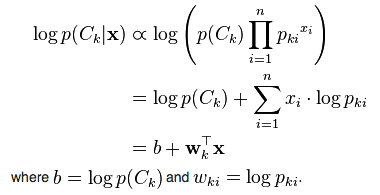 log p(C_k|𝐱) ∝ log ( p(C_k) ∏_{i=1}^{n} p_{ki}^{x_i} )
= log p(C_k) + ∑_{i=1}^{n} x_i · log p_{ki}
= b + 𝐰_k^⊤ 𝐱
where b = log p(C_k) and w_{ki} = log p_{ki}.